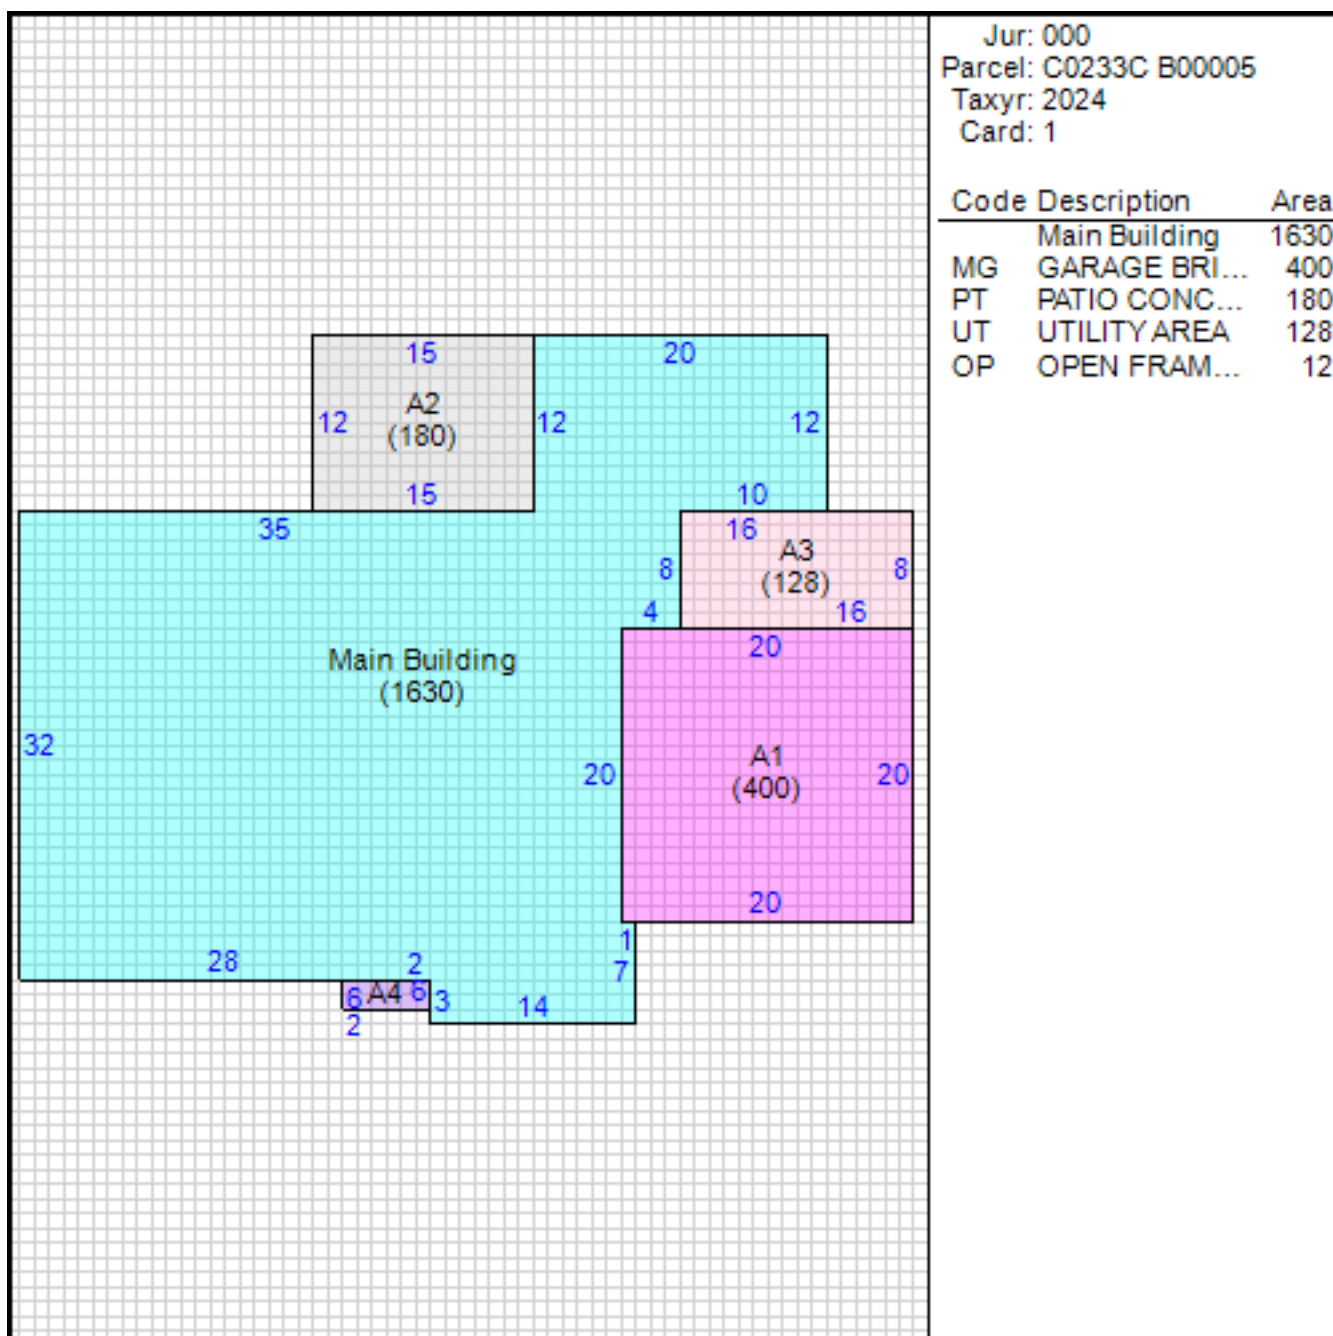 Jur: 000
Parcel: C0233C B00005
Taxyr: 2024
Card: 1
Code Description Area
Main Building 1630
MG GARAGE BRI... 400
PT PATIO CONC... 180
UT UTILITY AREA 128
OP OPEN FRAM... 12
15 20
A2
12 (180) 12 12
15 10
35 16
A3
8 (128) 8
4 16
20
Main Building
(1630)
32
A1
20 (400) 20
20
1
28 2 7
6 A4 6 3 14
2